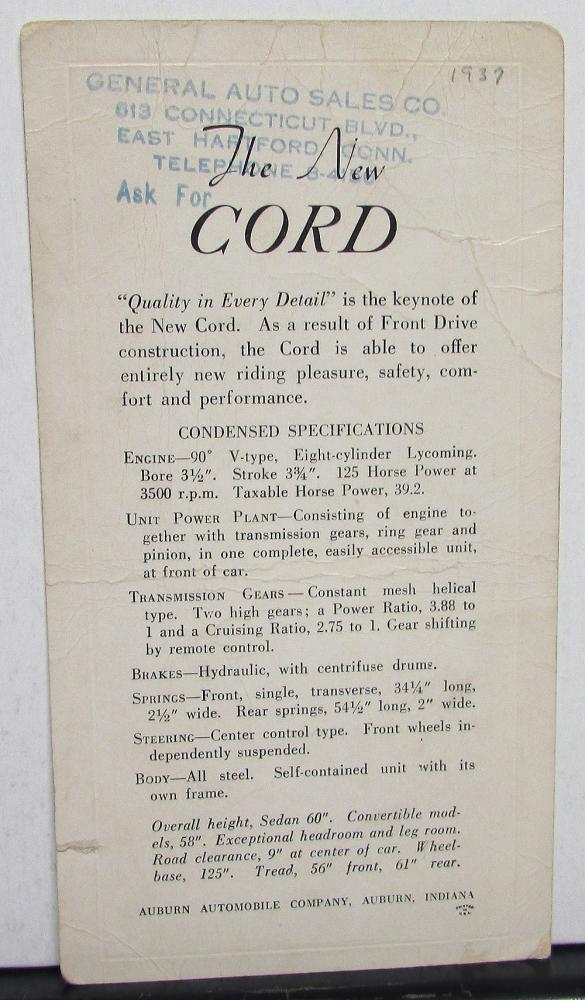 1937
GENERAL AUTO SALES CO.
613 CONNECTICUT BLVD.,
EAST HARTFORD, CONN.
TELEPHONE
Ask For
The New
CORD
“Quality in Every Detail” is the keynote of
the New Cord. As a result of Front Drive
construction, the Cord is able to offer
entirely new riding pleasure, safety, com-
fort and performance.
CONDENSED SPECIFICATIONS
ENGINE—90° V-type, Eight-cylinder Lycoming.
Bore 3½". Stroke 3¾". 125 Horse Power at
3500 r.p.m. Taxable Horse Power, 39.2.
UNIT POWER PLANT—Consisting of engine to-
gether with transmission gears, ring gear and
pinion, in one complete, easily accessible unit,
at front of car.
TRANSMISSION GEARS—Constant mesh helical
type. Two high gears; a Power Ratio, 3.88 to
1 and a Cruising Ratio, 2.75 to 1. Gear shifting
by remote control.
BRAKES—Hydraulic, with centrifuse drums.
SPRINGS—Front, single, transverse, 34¼" long,
2½" wide. Rear springs, 54½" long, 2" wide.
STEERING—Center control type. Front wheels in-
dependently suspended.
BODY—All steel. Self-contained unit with its
own frame.
Overall height, Sedan 60". Convertible mod-
els, 58". Exceptional headroom and leg room.
Road clearance, 9" at center of car. Wheel-
base, 125". Tread, 56" front, 61" rear.
AUBURN AUTOMOBILE COMPANY, AUBURN, INDIANA